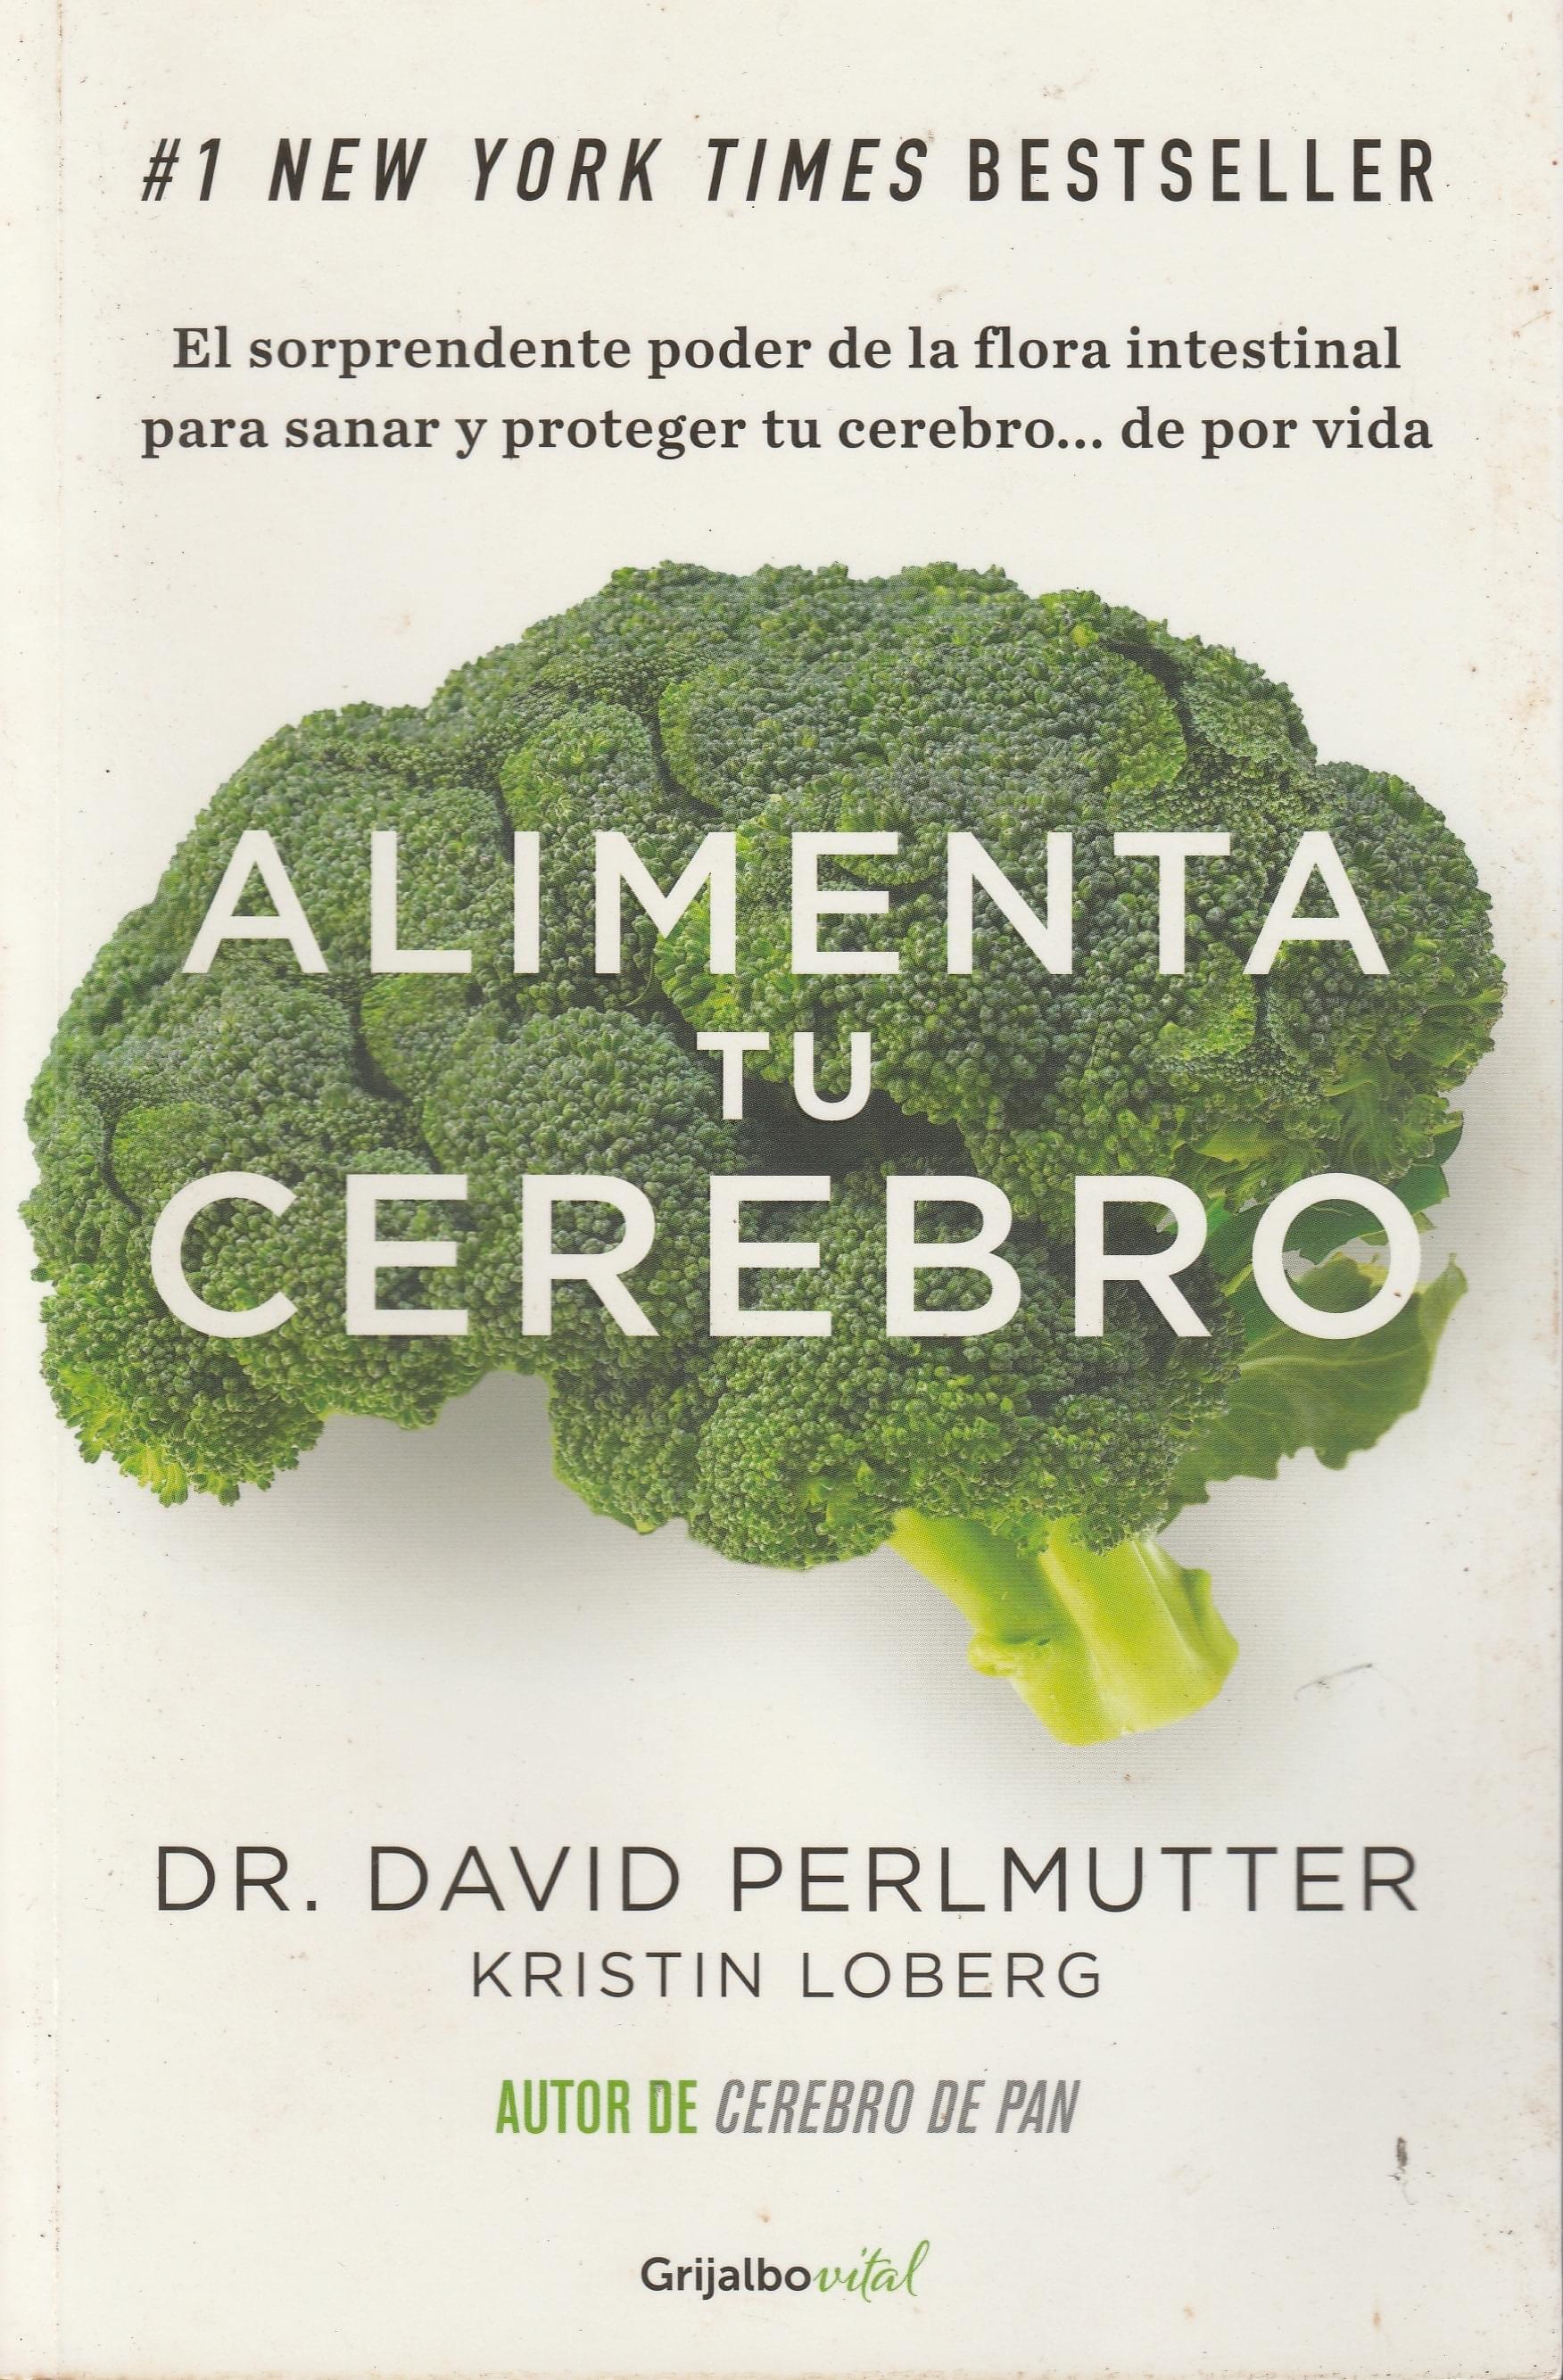 #1 NEW YORK TIMES BESTSELLER
El sorprendente poder de la flora intestinal
para sanar y proteger tu cerebro... de por vida
ALIMENTA
TU
CEREBRO
DR. DAVID PERLMUTTER
KRISTIN LOBERG
AUTOR DE CEREBRO DE PAN
Grijalbovital